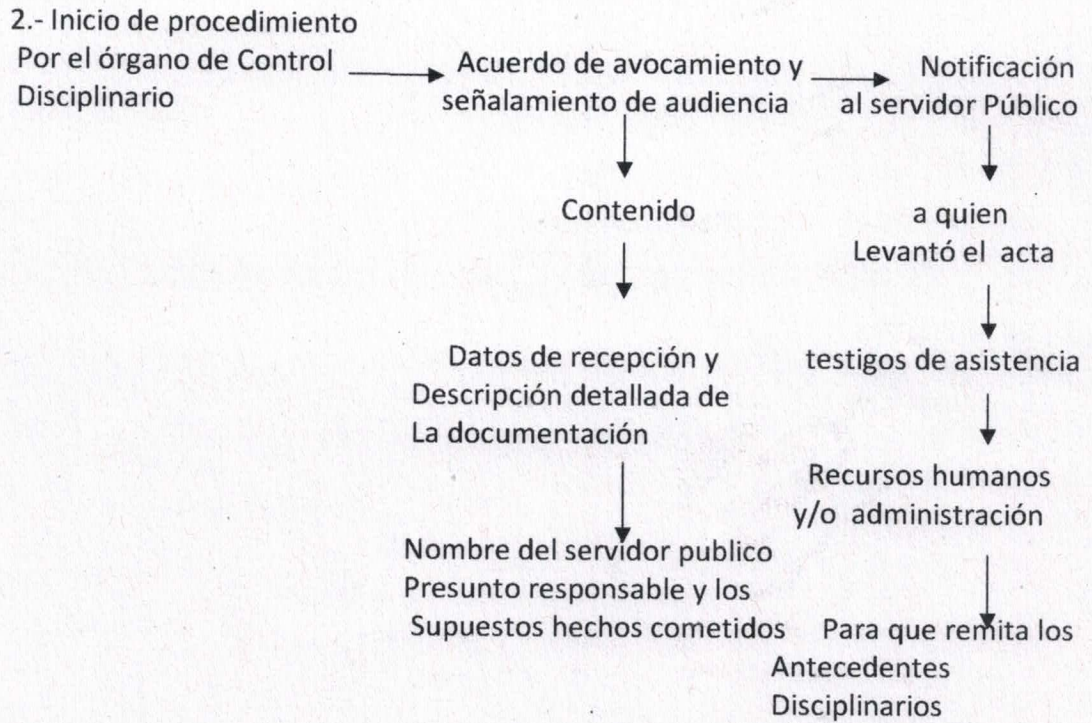 2.- Inicio de procedimiento
Por el órgano de Control
Disciplinario
Acuerdo de avocamiento y
señalamiento de audiencia
Notificación
al servidor Público
Contenido
a quien
Levantó el acta
Datos de recepción y
Descripción detallada de
La documentación
testigos de asistencia
Recursos humanos
y/o administración
Nombre del servidor publico
Presunto responsable y los
Supuestos hechos cometidos
Para que remita los
Antecedentes
Disciplinarios